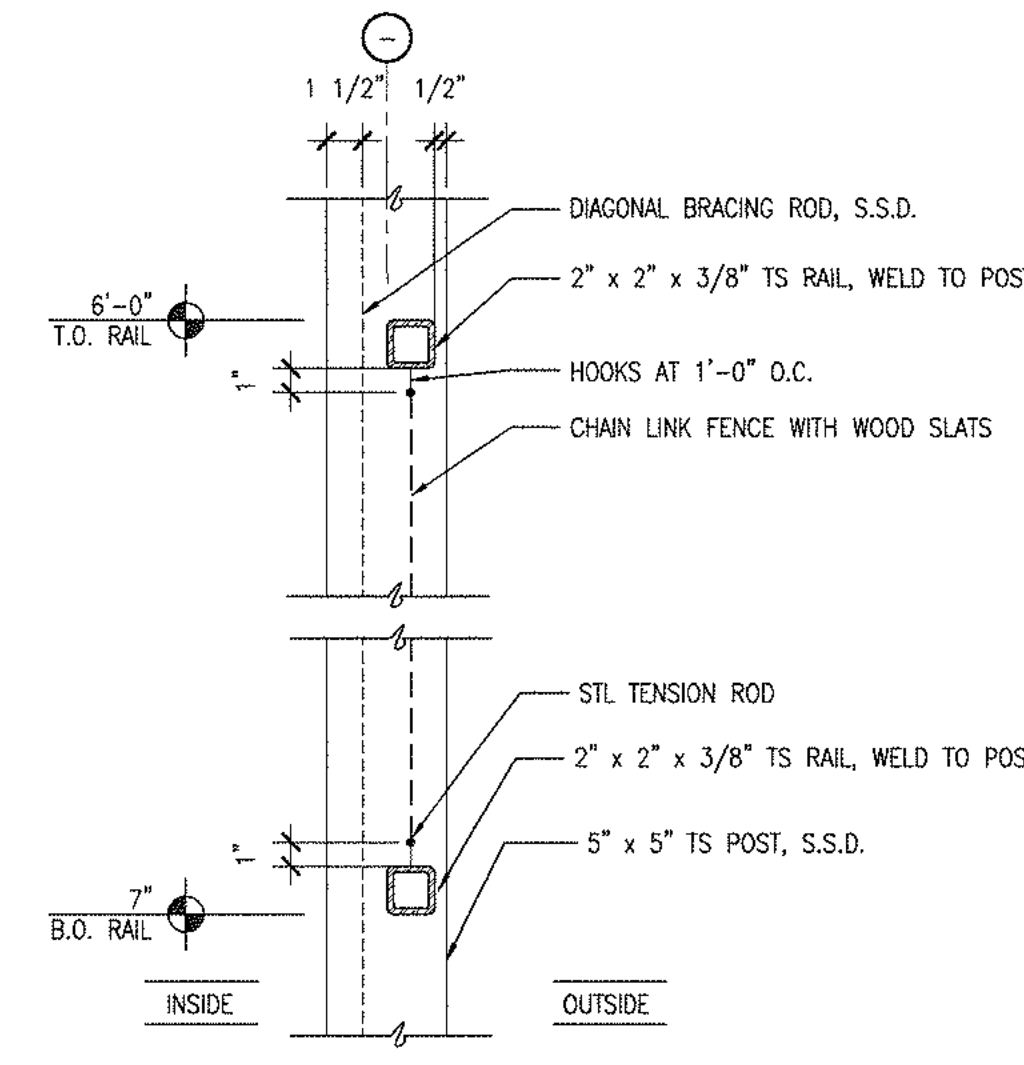 –
1 1/2" 1/2"
DIAGONAL BRACING ROD, S.S.D.
2" x 2" x 3/8" TS RAIL, WELD TO POST
6'-0"
T.O. RAIL
1"
HOOKS AT 1'-0" O.C.
CHAIN LINK FENCE WITH WOOD SLATS
STL TENSION ROD
2" x 2" x 3/8" TS RAIL, WELD TO POS
1"
5" x 5" TS POST, S.S.D.
7"
B.O. RAIL
INSIDE
OUTSIDE